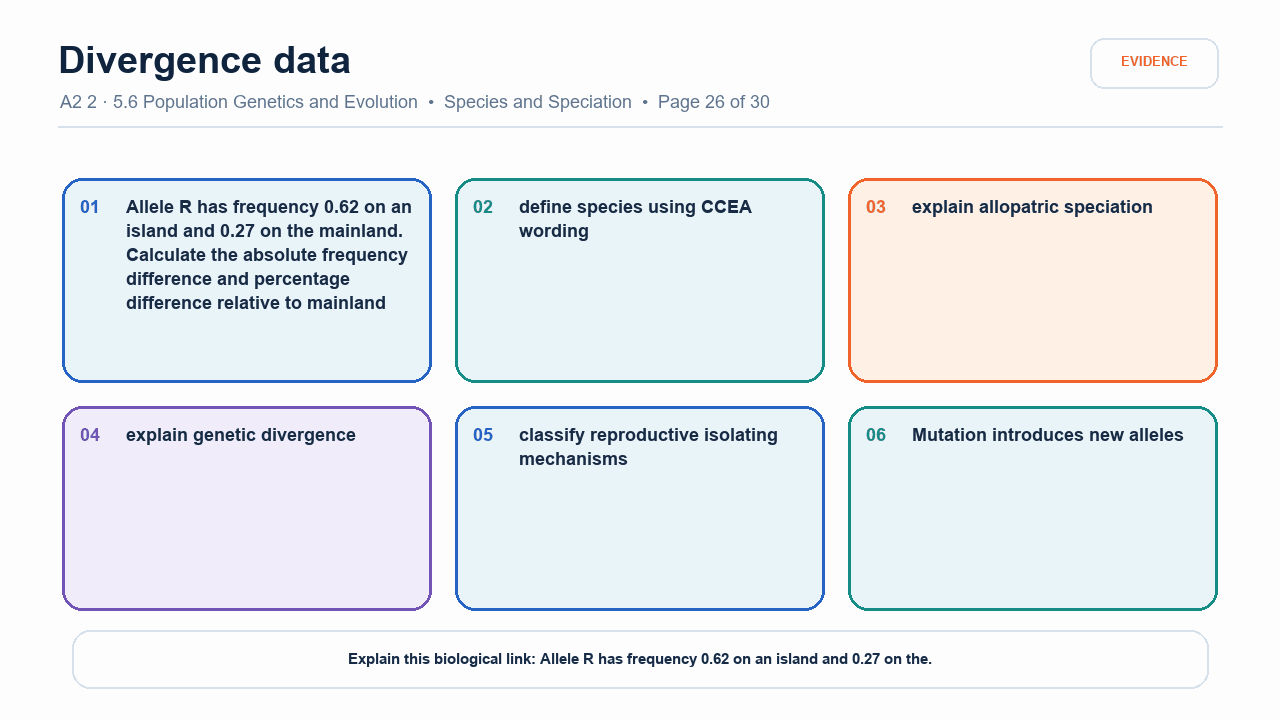 Divergence data
EVIDENCE
A2 2 · 5.6 Population Genetics and Evolution • Species and Speciation • Page 26 of 30
01
Allele R has frequency 0.62 on an
island and 0.27 on the mainland.
Calculate the absolute frequency
difference and percentage
difference relative to mainland
02
define species using CCEA
wording
03
explain allopatric speciation
04
explain genetic divergence
05
classify reproductive isolating
mechanisms
06
Mutation introduces new alleles
Explain this biological link: Allele R has frequency 0.62 on an island and 0.27 on the.